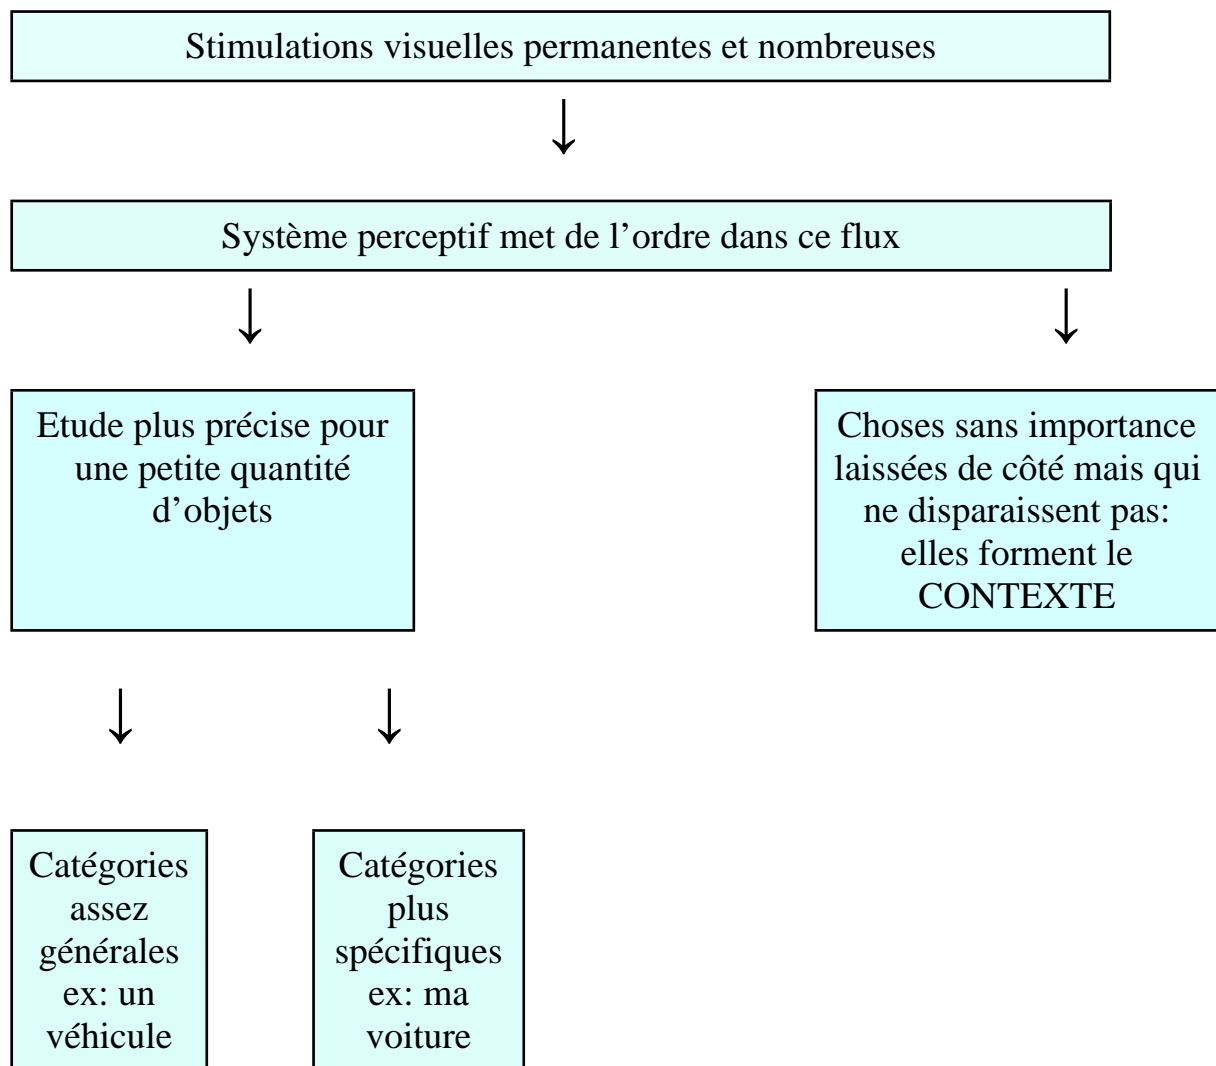 Stimulations visuelles permanentes et nombreuses
Système perceptif met de l’ordre dans ce flux
Etude plus précise pour
une petite quantité
d’objets
Choses sans importance
laissées de côté mais qui
ne disparaissent pas:
elles forment le
CONTEXTE
Catégories
assez
générales
ex: un
véhicule
Catégories
plus
spécifiques
ex: ma
voiture